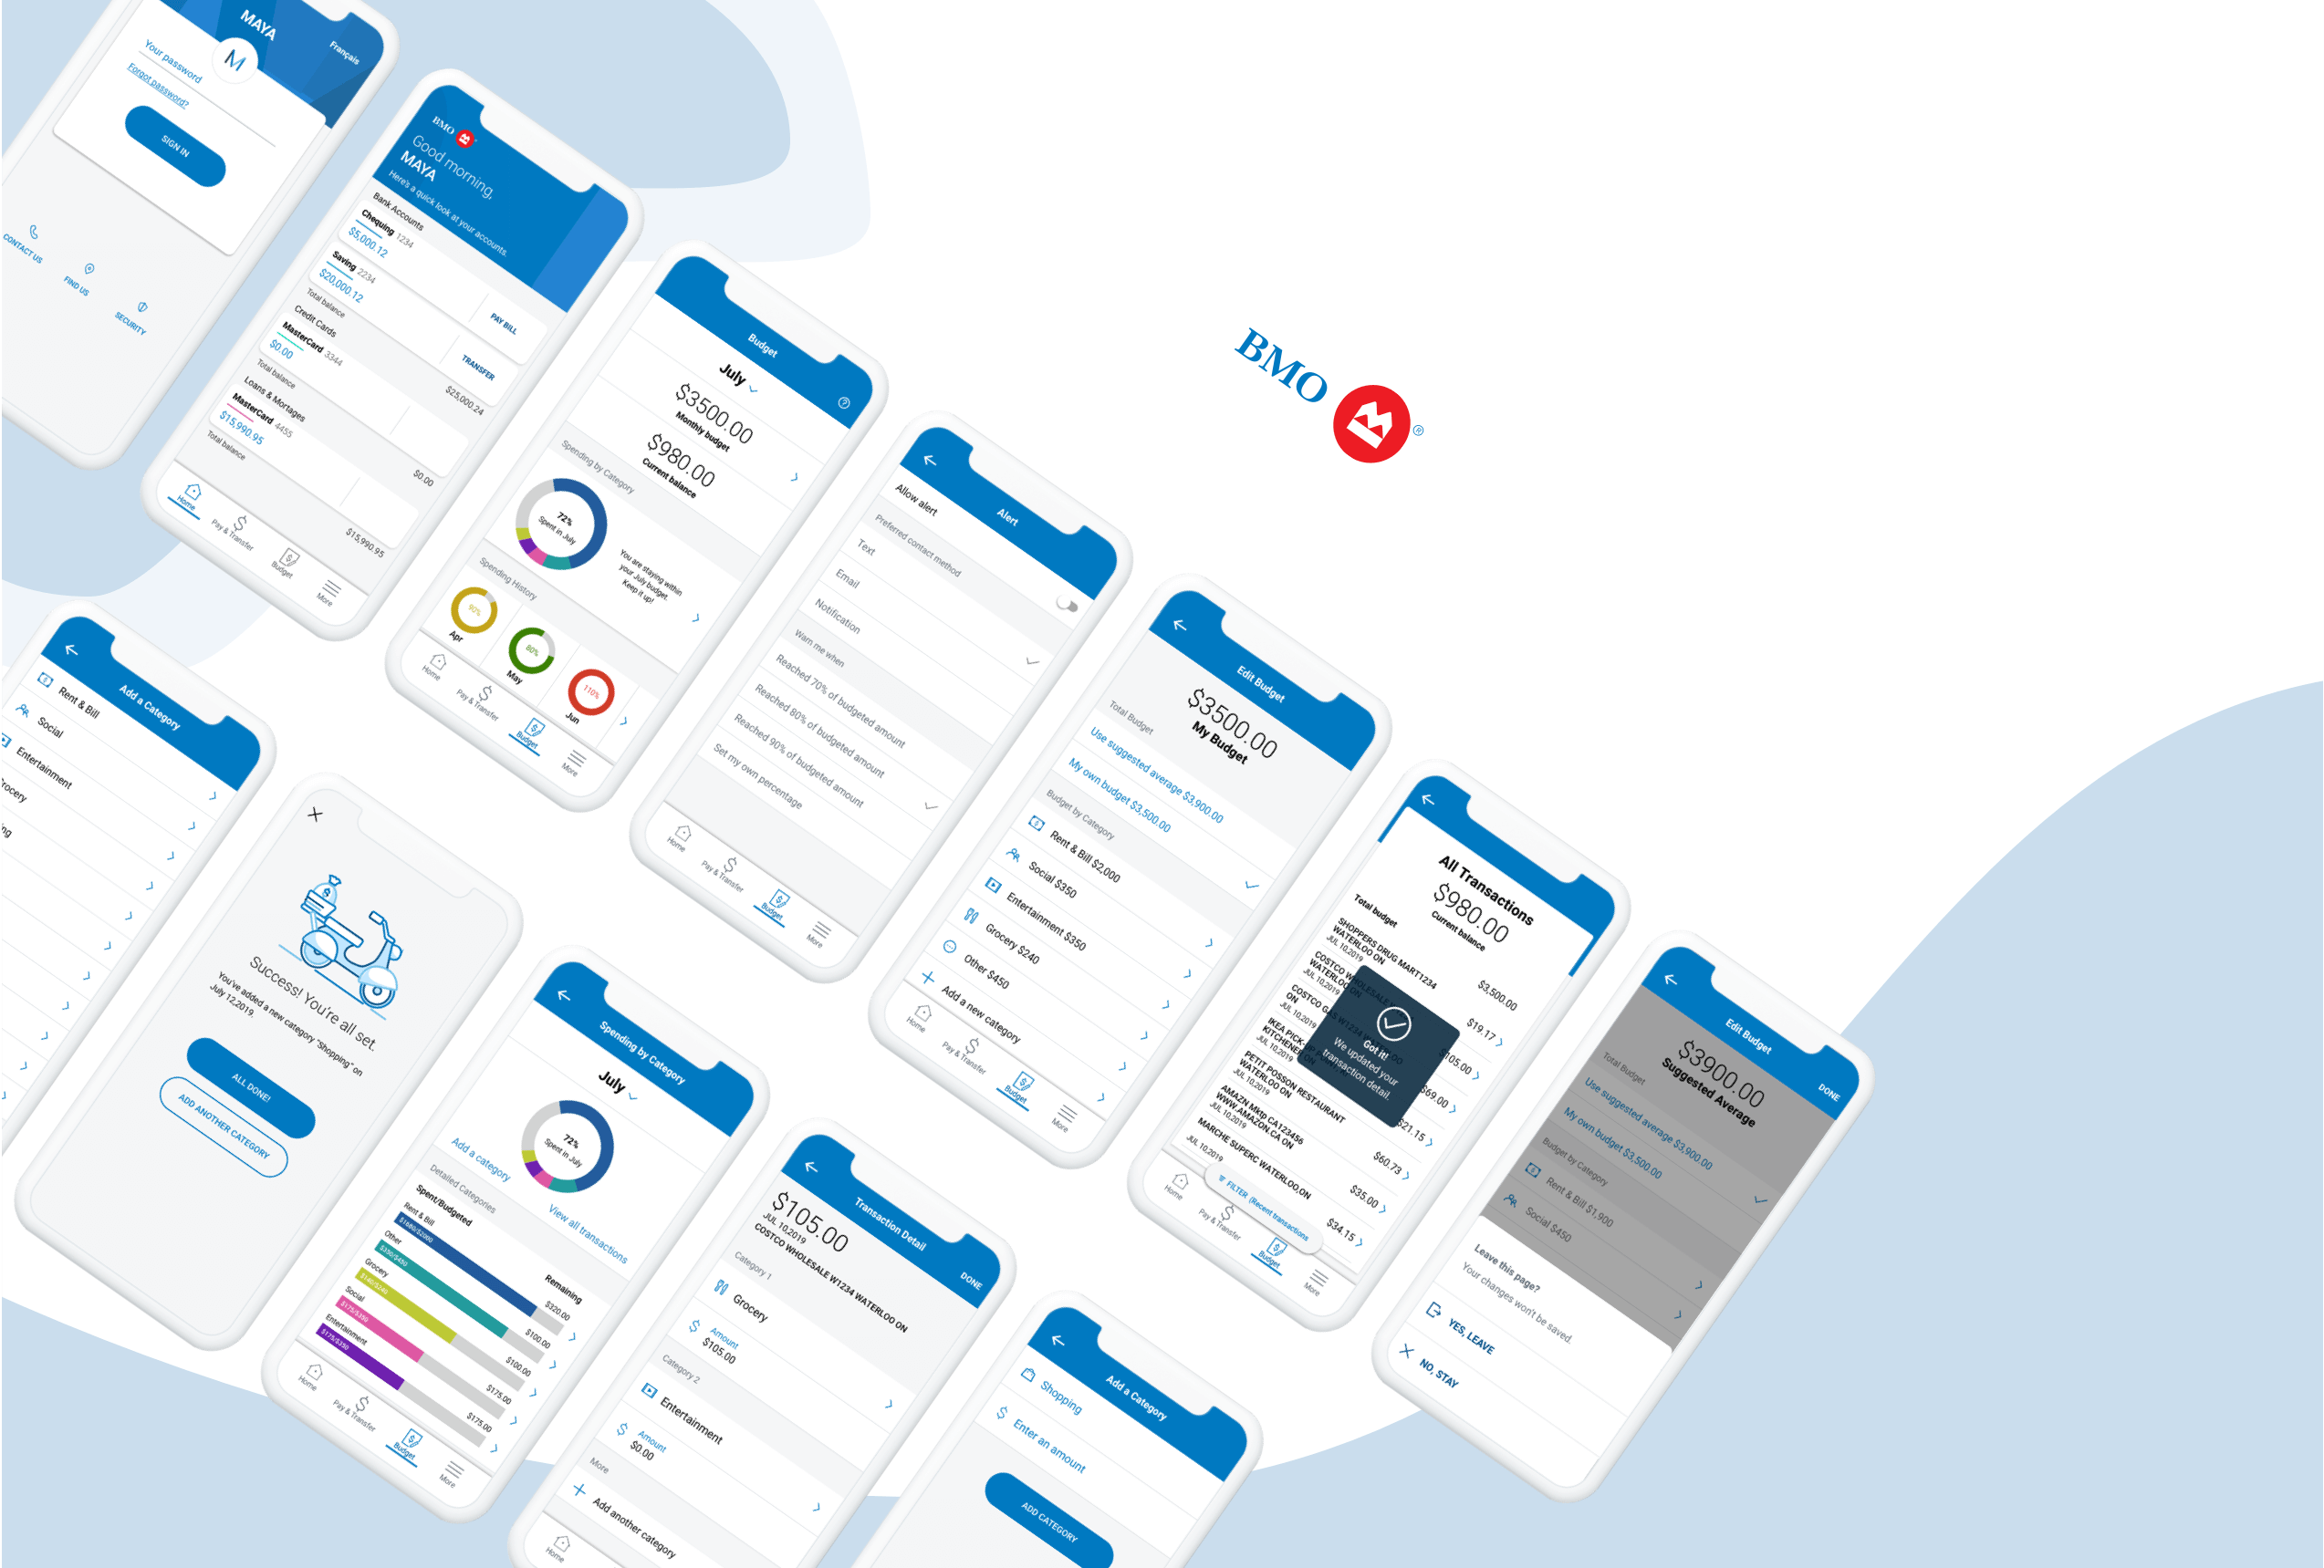 MAYA
Français
M
Your password
Forgot password?
SIGN IN
CONTACT US
FIND US
SECURITY
BMO
Good morning,
MAYA
Here's a quick look at your accounts.
Bank Accounts
Chequing 1234
$5,000.12
PAY BILL
Saving 2234
$20,000.12
TRANSFER
Total balance
$25,000.24
Credit Cards
MasterCard 3344
$0.00
Total balance
$0.00
Loans & Mortages
MasterCard 4455
$15,990.95
Total balance
$15,990.95
Home
Pay & Transfer
Budget
More
Budget
July
$3500.00
Monthly budget
$980.00
Current balance
Spending by Category
72%
Spent in July
You are staying within
your July budget.
Keep it up!
Spending History
90%
Apr
80%
May
110%
Jun
Home
Pay & Transfer
Budget
More
Alert
Allow alert
Preferred contact method
Text
Email
Notification
Warn me when
Reached 70% of budgeted amount
Reached 80% of budgeted amount
Reached 90% of budgeted amount
Set my own percentage
Home
Pay & Transfer
Budget
More
Edit Budget
$3500.00
My Budget
Total Budget
Use suggested average $3,900.00
My own budget $3,500.00
Budget by Category
Rent & Bill $2,000
Social $350
Entertainment $350
Grocery $240
Other $450
Add a new category
Home
Pay & Transfer
Budget
More
All Transactions
$980.00
Current balance
Total budget
$3,500.00
SHOPPERS DRUG MART1234
WATERLOO ON
JUL 10,2019
$19.17
COSTCO WHOLESALE
WATERLOO ON
JUL 10,2019
$105.00
COSTCO GAS W1234 WATERLOO
ON
JUL 10,2019
$69.00
IKEA PICK-
KITCHENER ON
JUL 10,2019
$21.15
PETIT POSSON RESTAURANT
WATERLOO ON
JUL 10,2019
$60.73
AMAZN Mktp CA123456
WWW.AMAZON.CA ON
JUL 10,2019
$35.00
MARCHE SUPERC WATERLOO,ON
JUL 10,2019
$34.15
Got it!
We updated your
transaction detail.
FILTER (Recent transactions
Home
Pay & Transfer
Budget
More
Edit Budget
DONE
$3900.00
Suggested Average
Total Budget
Use suggested average $3,900.00
My own budget $3,500.00
Budget by Category
Rent & Bill $1,900
Social $450
Leave this page?
Your changes won't be saved.
YES, LEAVE
NO, STAY
BMO
®
Add a Category
Rent & Bill
Social
Entertainment
rocery
ng
Success! You're all set.
You've added a new category "Shopping" on
July 12,2019.
ALL DONE!
ADD ANOTHER CATEGORY
Spending by Category
July
72%
Spent in July
Add a category
View all transactions
Detailed Categories
Spent/Budgeted
Remaining
Rent & Bill
$1680/$2000
$320.00
Other
$350/$450
$100.00
Grocery
$140/$240
$100.00
Social
$175/$350
$175.00
Entertainment
$175/$350
$175.00
Home
Pay & Transfer
Budget
More
Transaction Detail
DONE
$105.00
JUL 10,2019
COSTCO WHOLESALE W1234 WATERLOO ON
Category 1
Grocery
Amount
$105.00
Category 2
Entertainment
Amount
$0.00
More
Add another category
Home
Add a Category
Shopping
Enter an amount
ADD CATEGORY